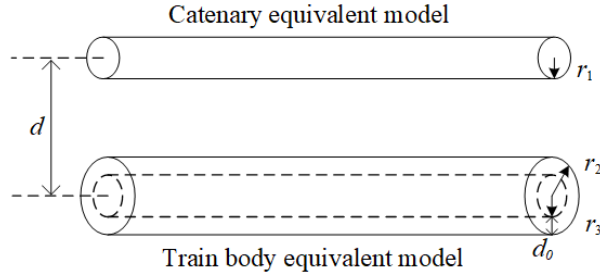 Catenary equivalent model
r1
d
r2
r3
d0
Train body equivalent model